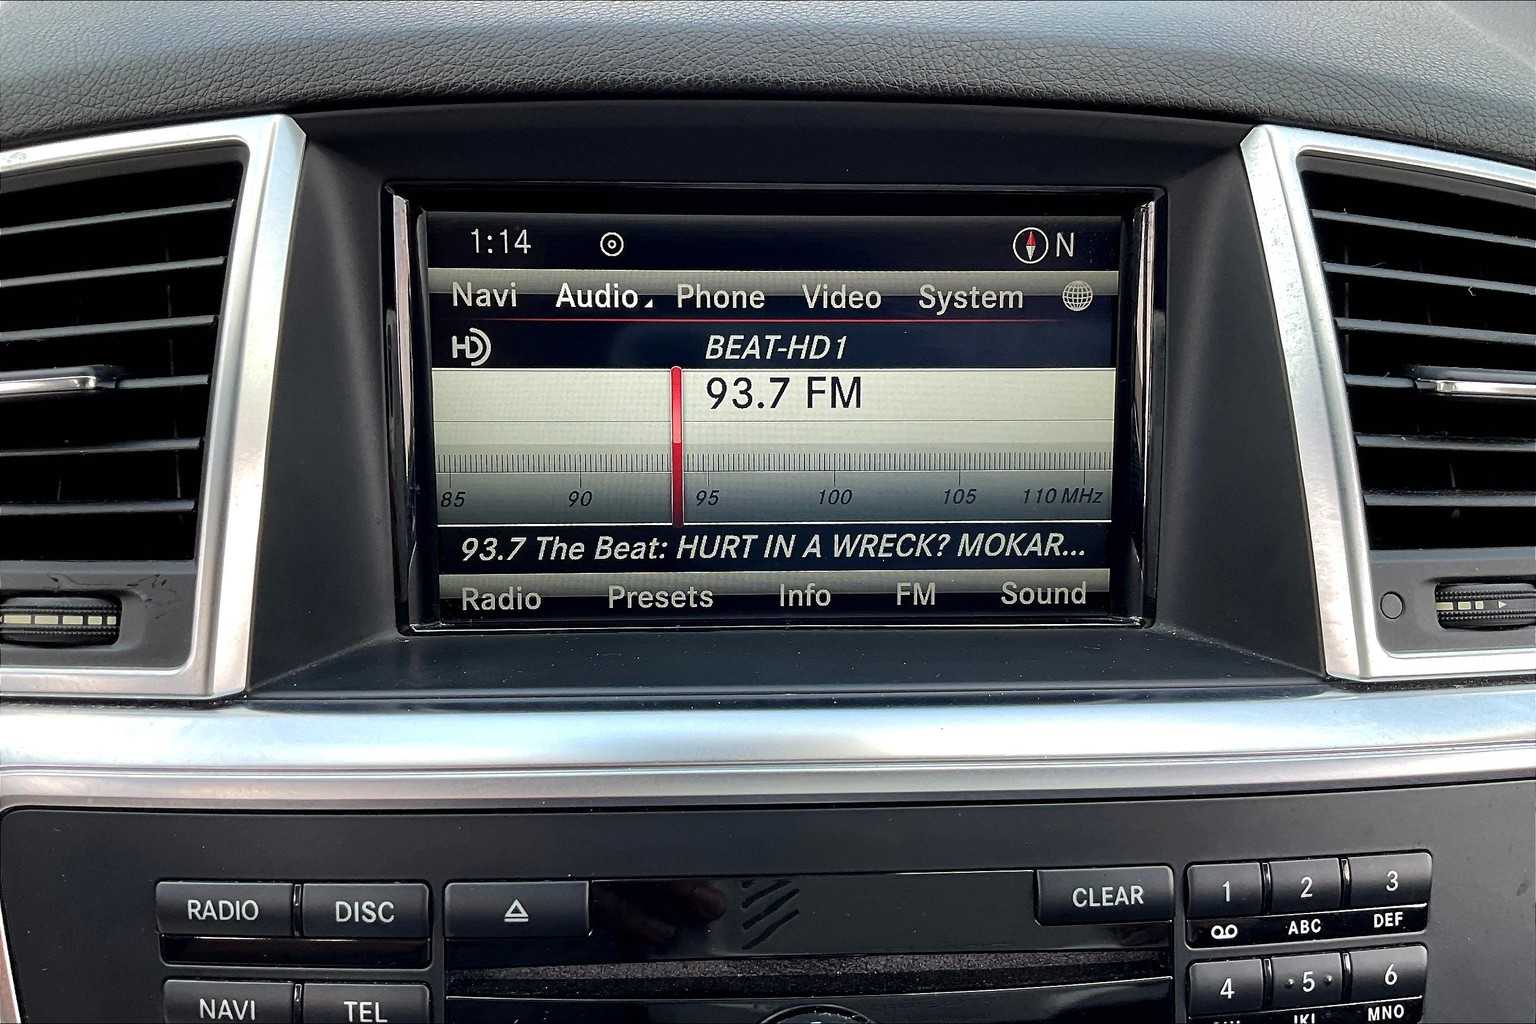 1:14 N
Navi Audio Phone Video System
HD BEAT-HD1
93.7 FM
85 90 95 100 105 110 MHz
93.7 The Beat: HURT IN A WRECK? MOKAR...
Radio Presets Info FM Sound
RADIO DISC CLEAR 1 2 3
ABC DEF
NAVI TEL 4 5 6
JKL MNO